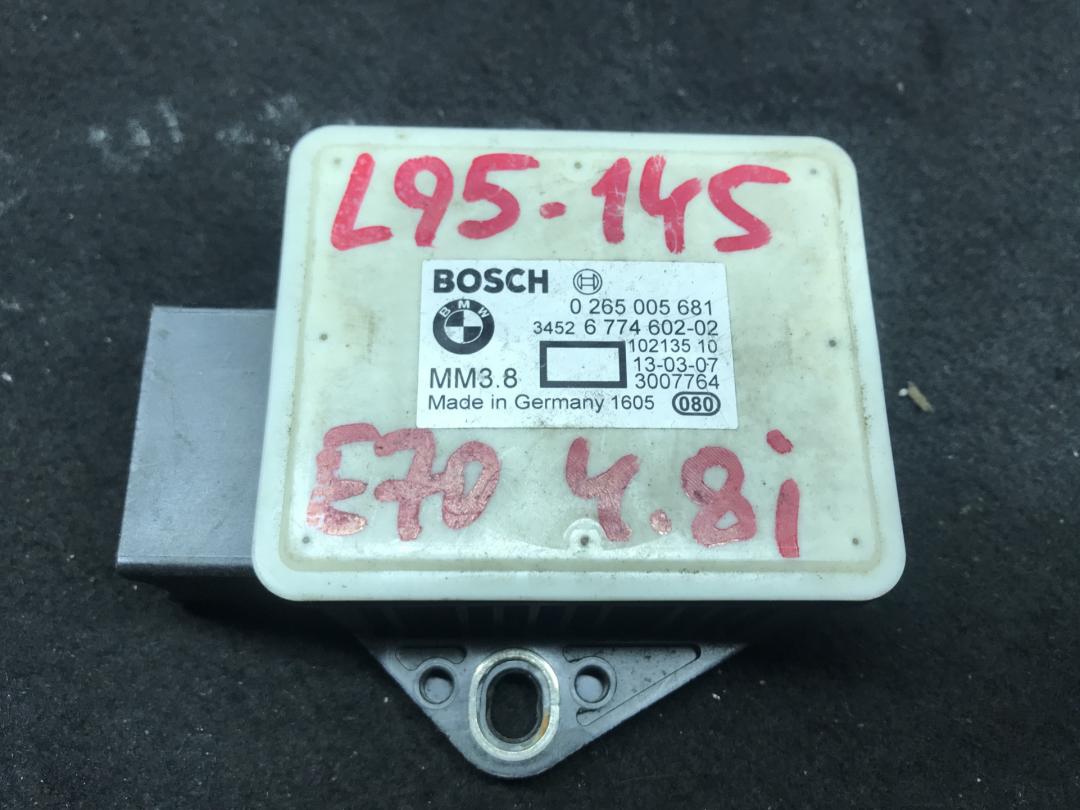 L95-145
BOSCH
BMW
0 265 005 681
3452 6 774 602-02
102135 10
13-03-07
MM3.8
3007764
Made in Germany 1605 080
E70 4.8i